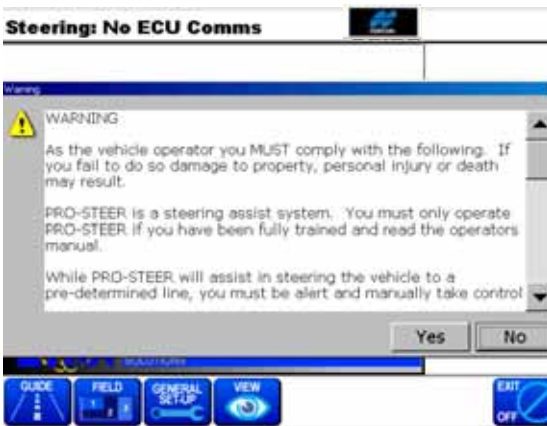 Steering: No ECU Comms
Warning
WARNING
As the vehicle operator you MUST comply with the following. If
you fail to do so damage to property, personal injury or death
may result.
PRO-STEER is a steering assist system. You must only operate
PRO-STEER if you have been fully trained and read the operators
manual.
While PRO-STEER will assist in steering the vehicle to a
pre-determined line, you must be alert and manually take control
Yes No
SOLUTIONS
GUIDE FIELD GENERAL SET-UP VIEW EXIT
1 2 3 OFF